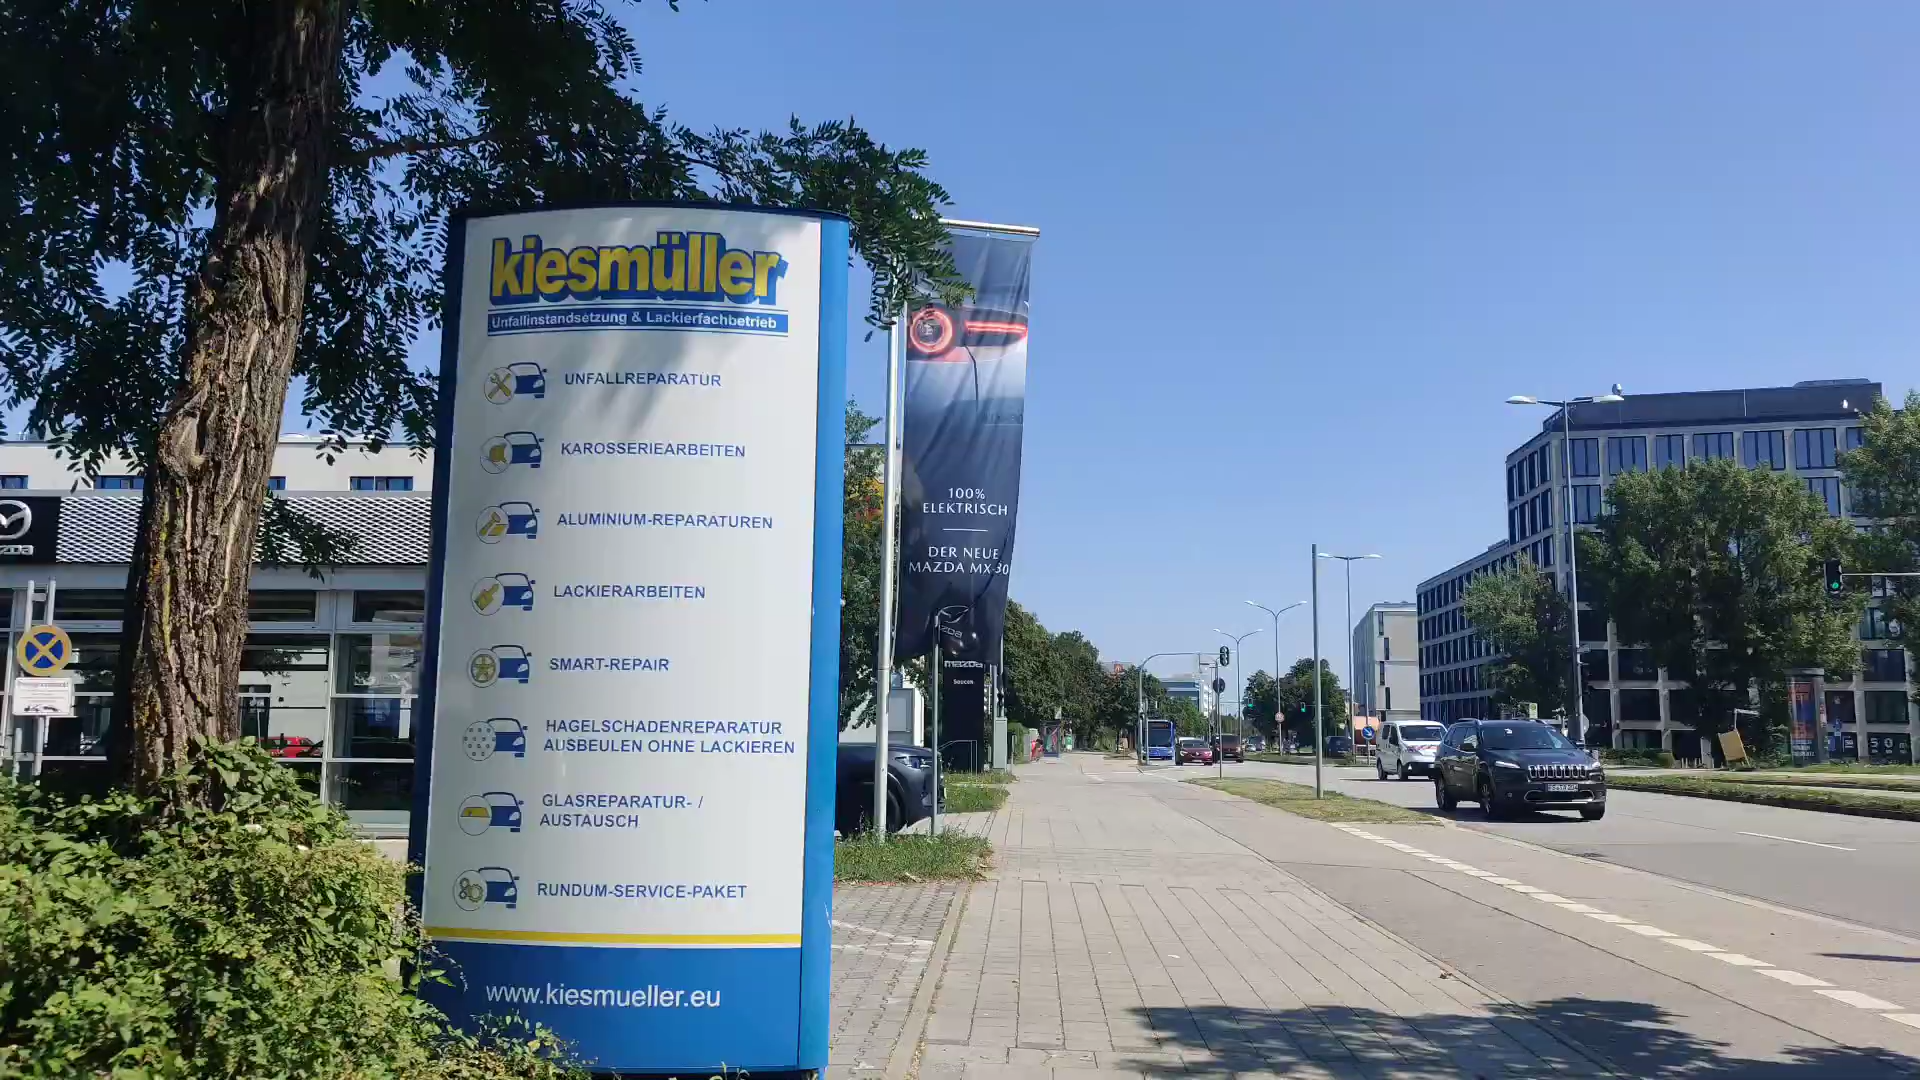 kiesmüller
Unfallinstandsetzung & Lackierfachbetrieb
UNFALLREPARATUR
KAROSSERIEARBEITEN
ALUMINIUM-REPARATUREN
LACKIERARBEITEN
SMART-REPAIR
HAGELSCHADENREPARATUR
AUSBEULEN OHNE LACKIEREN
GLASREPARATUR- /
AUSTAUSCH
RUNDUM-SERVICE-PAKET
www.kiesmueller.eu
100%
ELEKTRISCH
DER NEUE
MAZDA MX-30
mazda